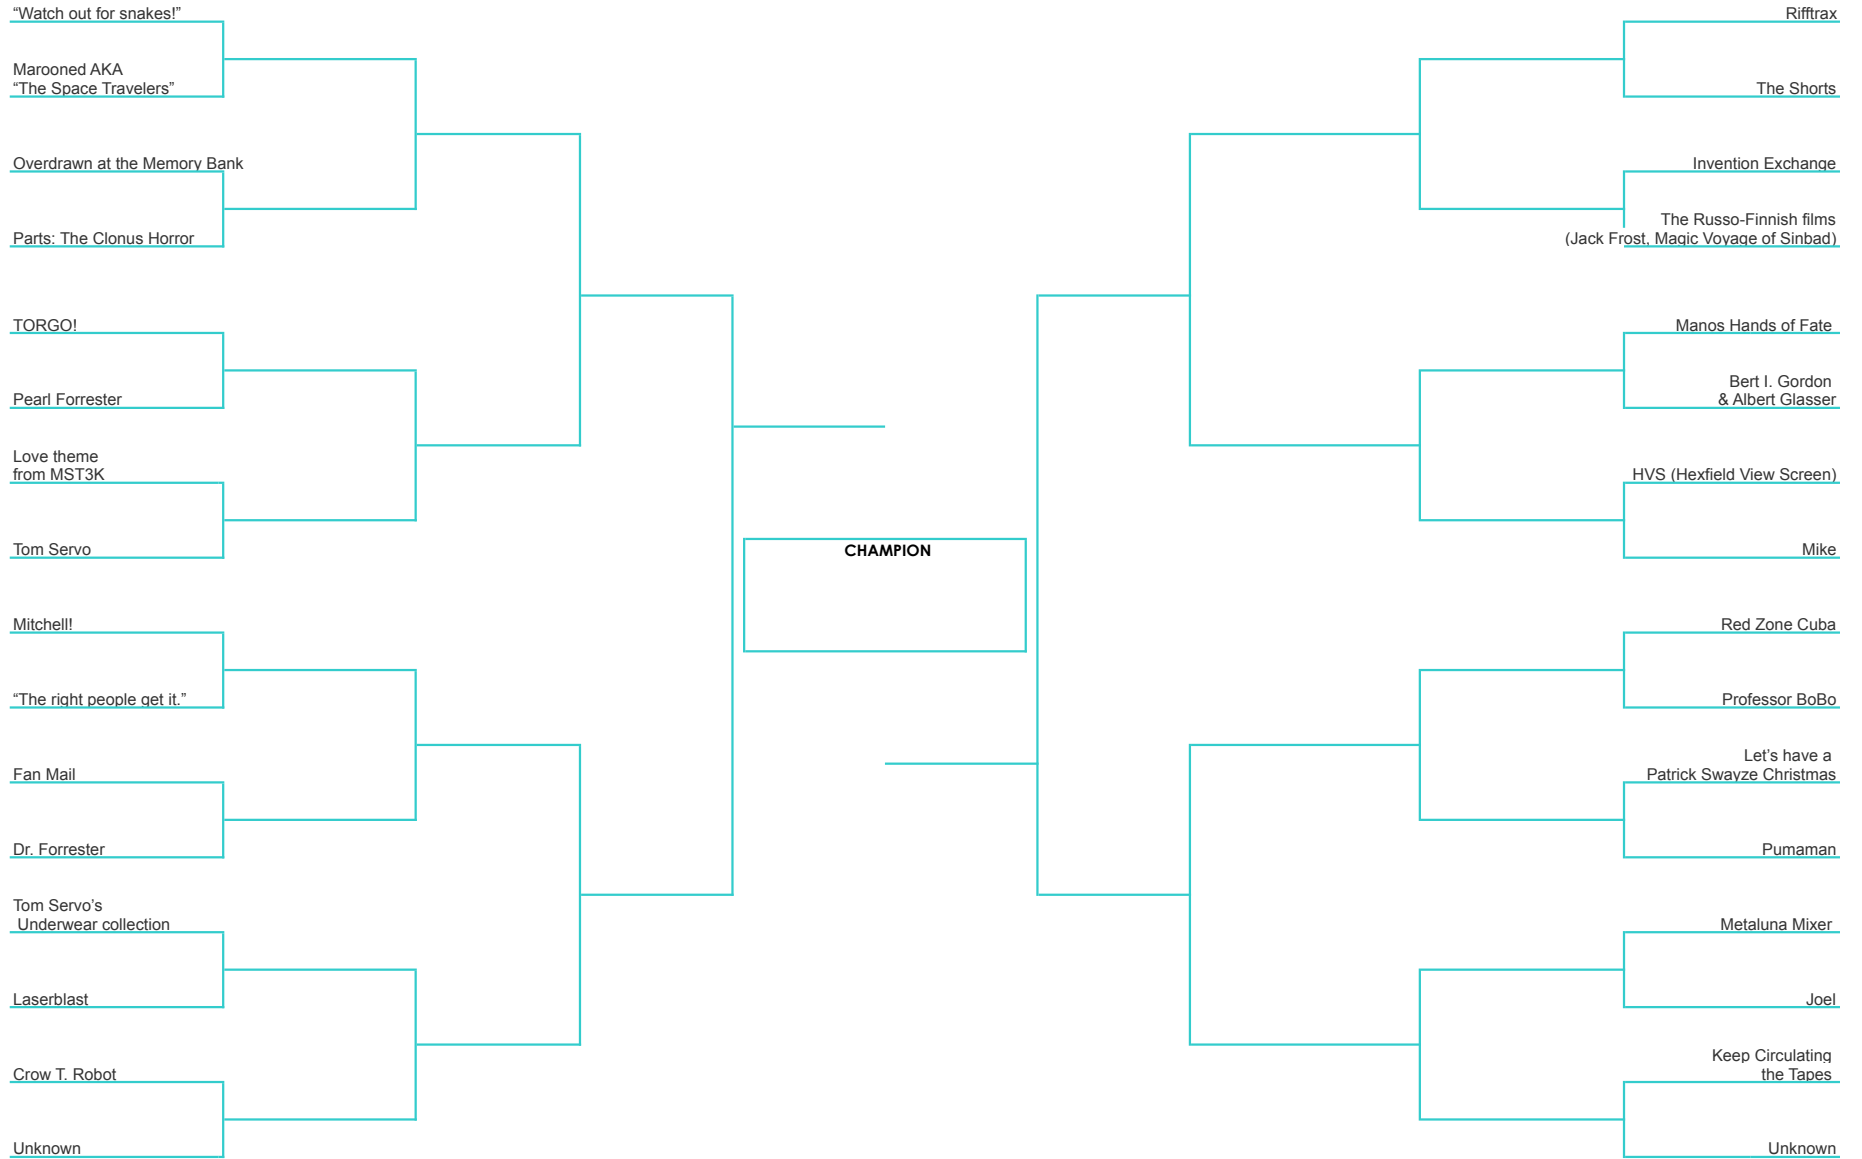 “Watch out for snakes!”
Marooned AKA
“The Space Travelers”
Overdrawn at the Memory Bank
Parts: The Clonus Horror
TORGO!
Pearl Forrester
Love theme
from MST3K
Tom Servo
Mitchell!
“The right people get it.”
Fan Mail
Dr. Forrester
Tom Servo’s
Underwear collection
Laserblast
Crow T. Robot
Unknown
CHAMPION
Rifftrax
The Shorts
Invention Exchange
The Russo-Finnish films
(Jack Frost, Magic Voyage of Sinbad)
Manos Hands of Fate
Bert I. Gordon
& Albert Glasser
HVS (Hexfield View Screen)
Mike
Red Zone Cuba
Professor BoBo
Let’s have a
Patrick Swayze Christmas
Pumaman
Metaluna Mixer
Joel
Keep Circulating
the Tapes
Unknown